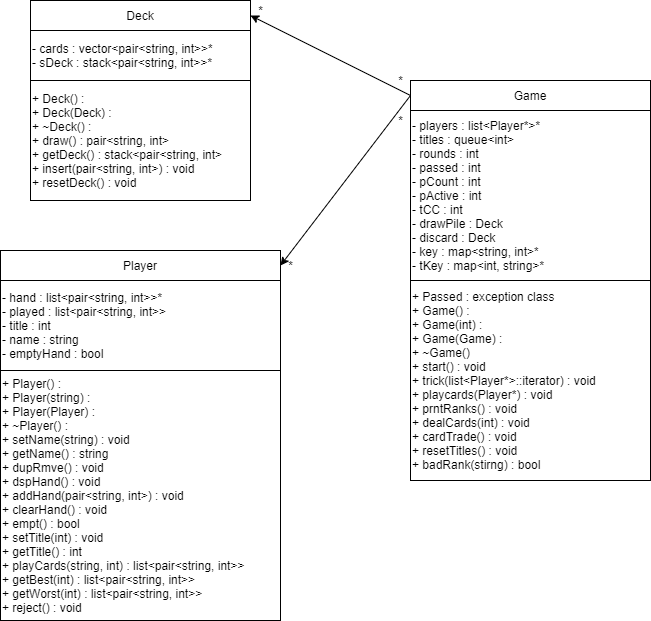 Deck
- cards : vector<pair<string, int>>*
- sDeck : stack<pair<string, int>>*
+ Deck() :
+ Deck(Deck) :
+ ~Deck() :
+ draw() : pair<string, int>
+ getDeck() : stack<pair<string, int>
+ insert(pair<string, int>) : void
+ resetDeck() : void
*
*
*
*
Game
- players : list<Player*>*
- titles : queue<int>
- rounds : int
- passed : int
- pCount : int
- pActive : int
- tCC : int
- drawPile : Deck
- discard : Deck
- key : map<string, int>*
- tKey : map<int, string>*
+ Passed : exception class
+ Game() :
+ Game(int) :
+ Game(Game) :
+ ~Game()
+ start() : void
+ trick(list<Player*>::iterator) : void
+ playcards(Player*) : void
+ prntRanks() : void
+ dealCards(int) : void
+ cardTrade() : void
+ resetTitles() : void
+ badRank(stirng) : bool
Player
- hand : list<pair<string, int>>*
- played : list<pair<string, int>>
- title : int
- name : string
- emptyHand : bool
+ Player() :
+ Player(string) :
+ Player(Player) :
+ ~Player() :
+ setName(string) : void
+ getName() : string
+ dupRmve() : void
+ dspHand() : void
+ addHand(pair<string, int>) : void
+ clearHand() : void
+ empt() : bool
+ setTitle(int) : void
+ getTitle() : int
+ playCards(string, int) : list<pair<string, int>>
+ getBest(int) : list<pair<string, int>>
+ getWorst(int) : list<pair<string, int>>
+ reject() : void